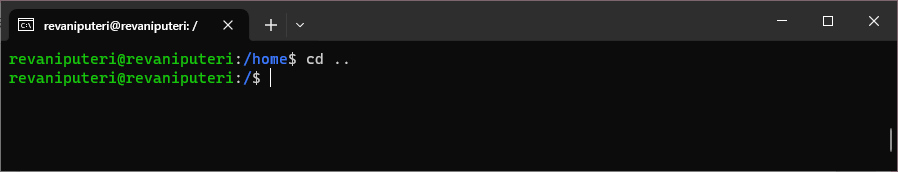 revaniputeri@revaniputeri: /
revaniputeri@revaniputeri:/home$ cd ..
revaniputeri@revaniputeri:/$